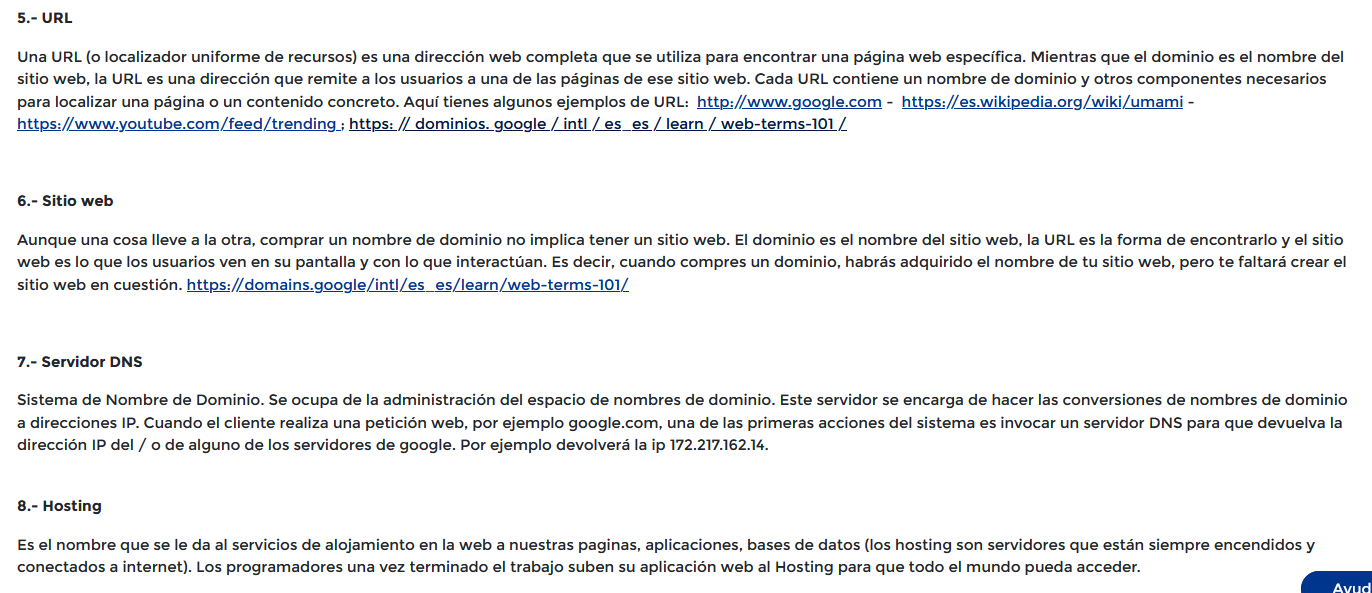 5.- URL
Una URL (o localizador uniforme de recursos) es una dirección web completa que se utiliza para encontrar una página web específica. Mientras que el dominio es el nombre del
sitio web, la URL es una dirección que remite a los usuarios a una de las páginas de ese sitio web. Cada URL contiene un nombre de dominio y otros componentes necesarios
para localizar una página o un contenido concreto. Aquí tienes algunos ejemplos de URL: http://www.google.com - https://es.wikipedia.org/wiki/umami -
https://www.youtube.com/feed/trending ; https: // dominios. google / intl / es_es / learn / web-terms-101 /
6.- Sitio web
Aunque una cosa lleve a la otra, comprar un nombre de dominio no implica tener un sitio web. El dominio es el nombre del sitio web, la URL es la forma de encontrarlo y el sitio
web es lo que los usuarios ven en su pantalla y con lo que interactúan. Es decir, cuando compres un dominio, habrás adquirido el nombre de tu sitio web, pero te faltará crear el
sitio web en cuestión. https://domains.google/intl/es_es/learn/web-terms-101/
7.- Servidor DNS
Sistema de Nombre de Dominio. Se ocupa de la administración del espacio de nombres de dominio. Este servidor se encarga de hacer las conversiones de nombres de dominio
a direcciones IP. Cuando el cliente realiza una petición web, por ejemplo google.com, una de las primeras acciones del sistema es invocar un servidor DNS para que devuelva la
dirección IP del / o de alguno de los servidores de google. Por ejemplo devolverá la ip 172.217.162.14.
8.- Hosting
Es el nombre que se le da al servicios de alojamiento en la web a nuestras paginas, aplicaciones, bases de datos (los hosting son servidores que están siempre encendidos y
conectados a internet). Los programadores una vez terminado el trabajo suben su aplicación web al Hosting para que todo el mundo pueda acceder.